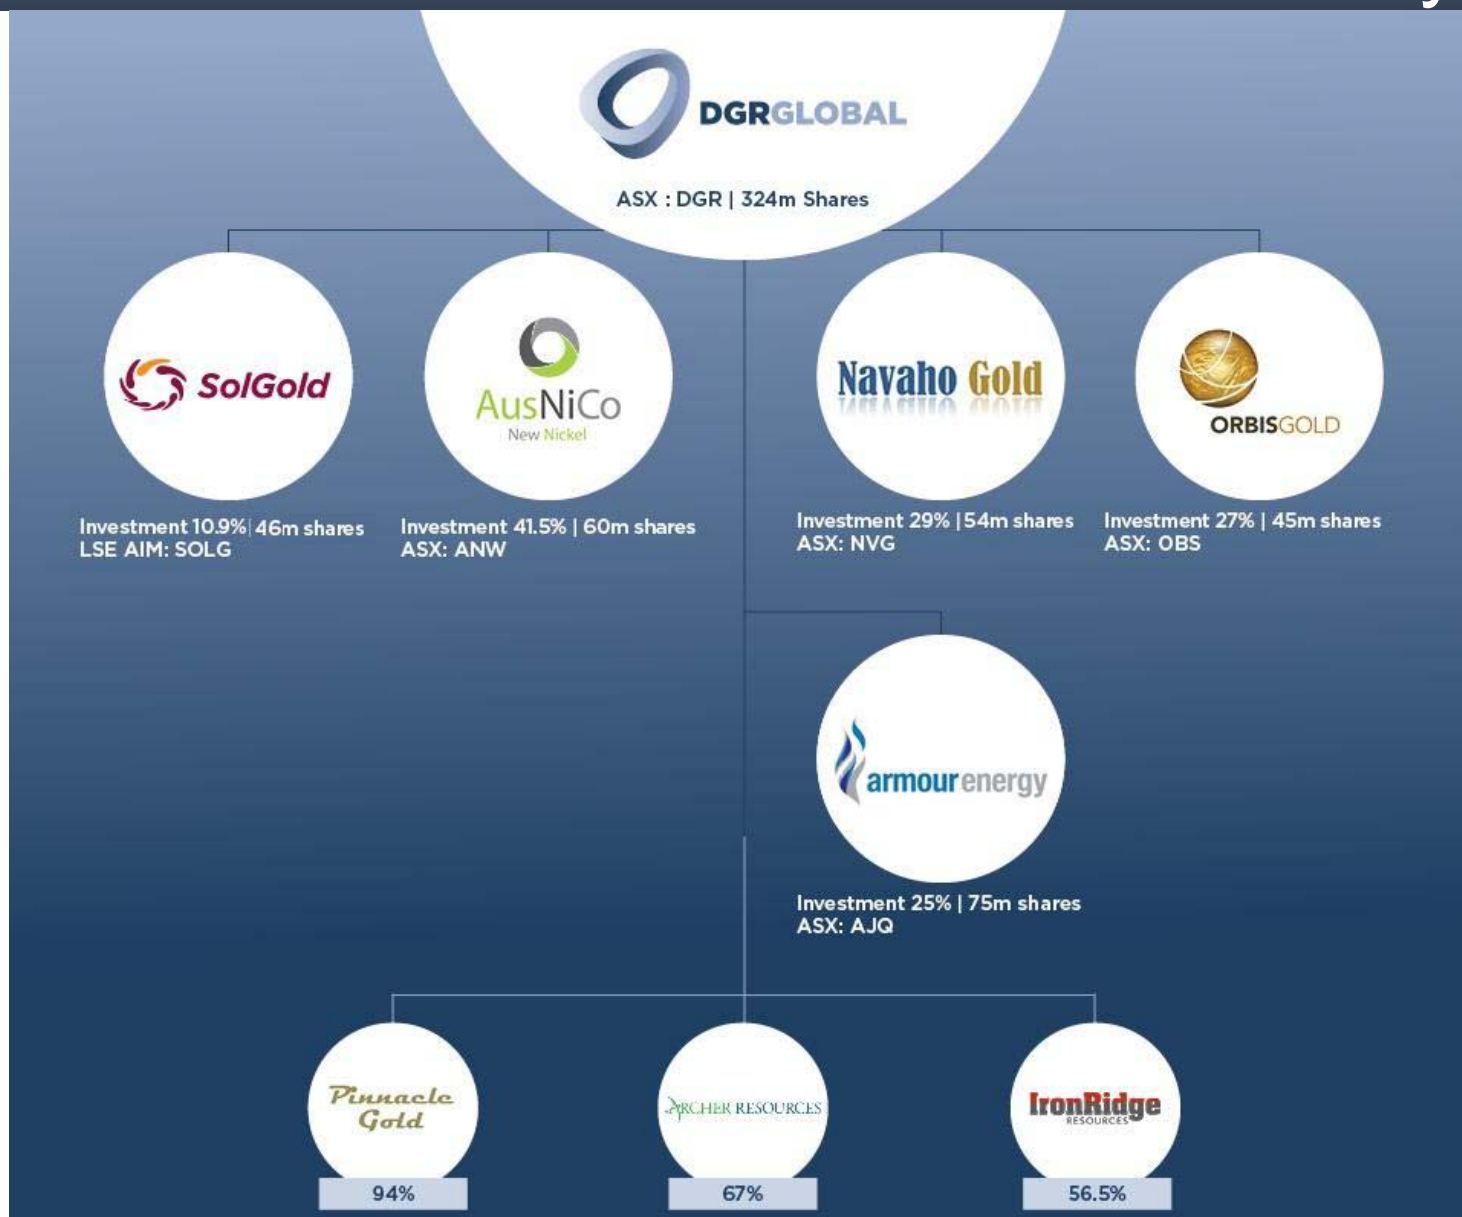 DGRGLOBAL
ASX : DGR | 324m Shares
SolGold
AusNiCo
New Nickel
Navaho Gold
ORBISGOLD
Investment 10.9%| 46m shares
LSE AIM: SOLG
Investment 41.5% | 60m shares
ASX: ANW
Investment 29% | 54m shares
ASX: NVG
Investment 27% | 45m shares
ASX: OBS
armourenergy
Investment 25% | 75m shares
ASX: AJQ
Pinnacle
Gold
ARCHER RESOURCES
IronRidge
RESOURCES
94%
67%
56.5%